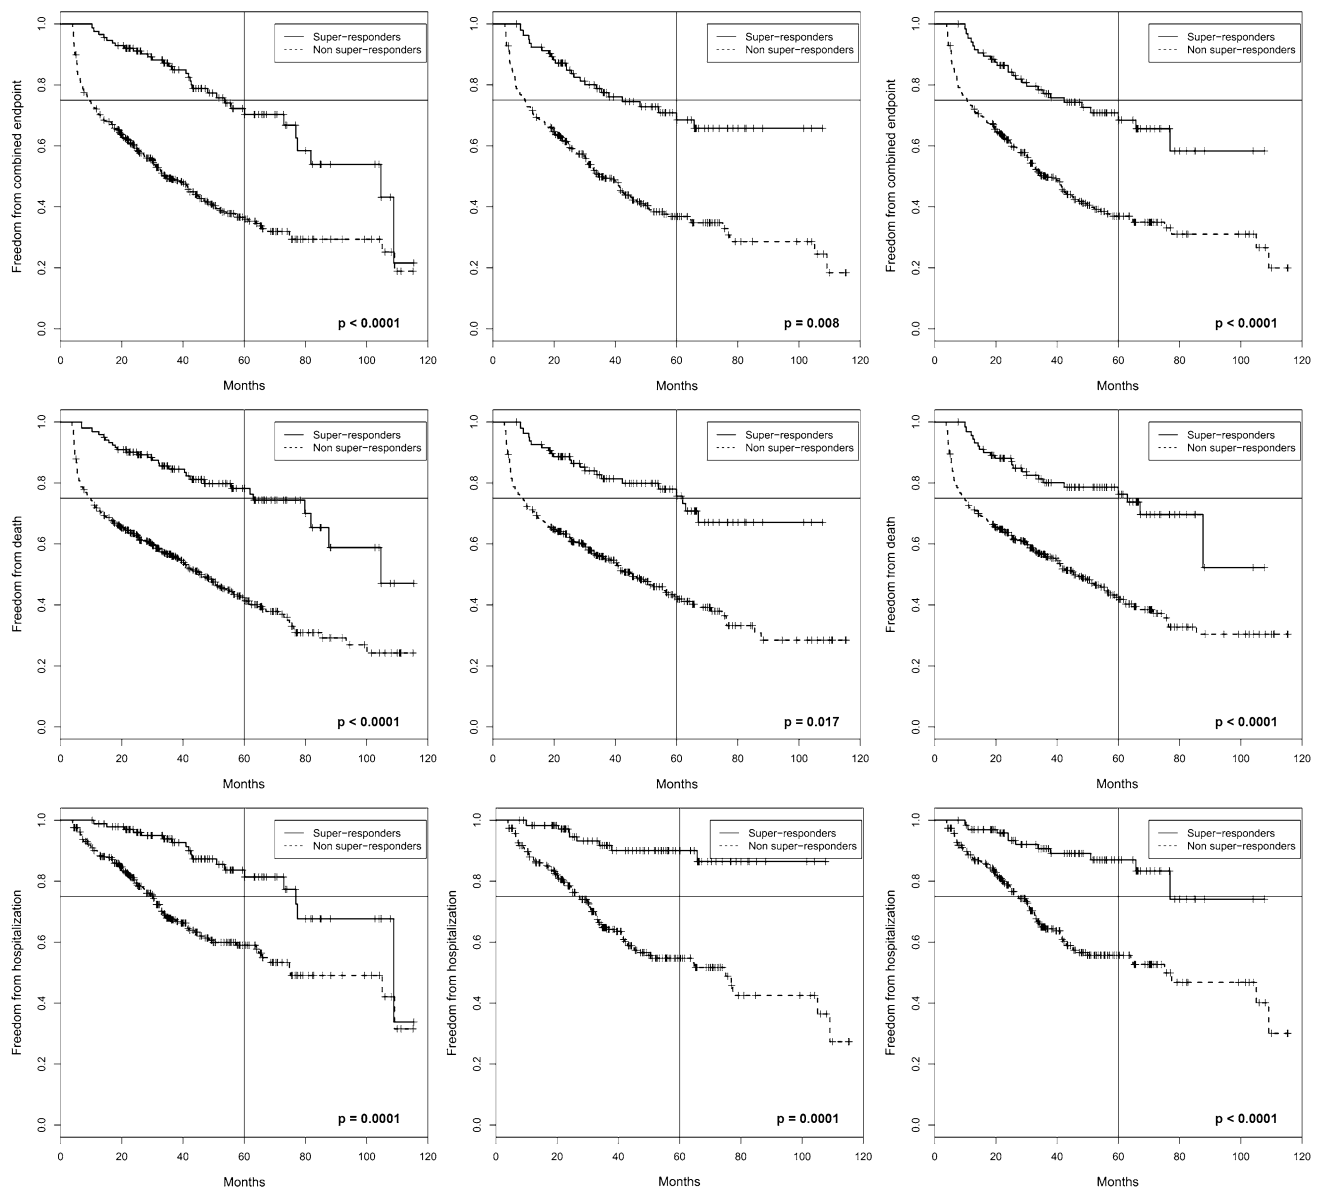 Freedom from combined endpoint
0.0 0.2 0.4 0.6 0.8 1.0
Super−responders
Non super−responders
p < 0.0001
0 20 40 60 80 100 120
Months
Freedom from combined endpoint
0.0 0.2 0.4 0.6 0.8 1.0
Super−responders
Non super−responders
p = 0.008
0 20 40 60 80 100 120
Months
Freedom from combined endpoint
0.0 0.2 0.4 0.6 0.8 1.0
Super−responders
Non super−responders
p < 0.0001
0 20 40 60 80 100 120
Months
Freedom from death
0.0 0.2 0.4 0.6 0.8 1.0
Super−responders
Non super−responders
p < 0.0001
0 20 40 60 80 100 120
Months
Freedom from death
0.0 0.2 0.4 0.6 0.8 1.0
Super−responders
Non super−responders
p = 0.017
0 20 40 60 80 100 120
Months
Freedom from death
0.0 0.2 0.4 0.6 0.8 1.0
Super−responders
Non super−responders
p < 0.0001
0 20 40 60 80 100 120
Months
Freedom from hospitalization
0.0 0.2 0.4 0.6 0.8 1.0
Super−responders
Non super−responders
p = 0.0001
0 20 40 60 80 100 120
Months
Freedom from hospitalization
0.0 0.2 0.4 0.6 0.8 1.0
Super−responders
Non super−responders
p = 0.0001
0 20 40 60 80 100 120
Months
Freedom from hospitalization
0.0 0.2 0.4 0.6 0.8 1.0
Super−responders
Non super−responders
p < 0.0001
0 20 40 60 80 100 120
Months